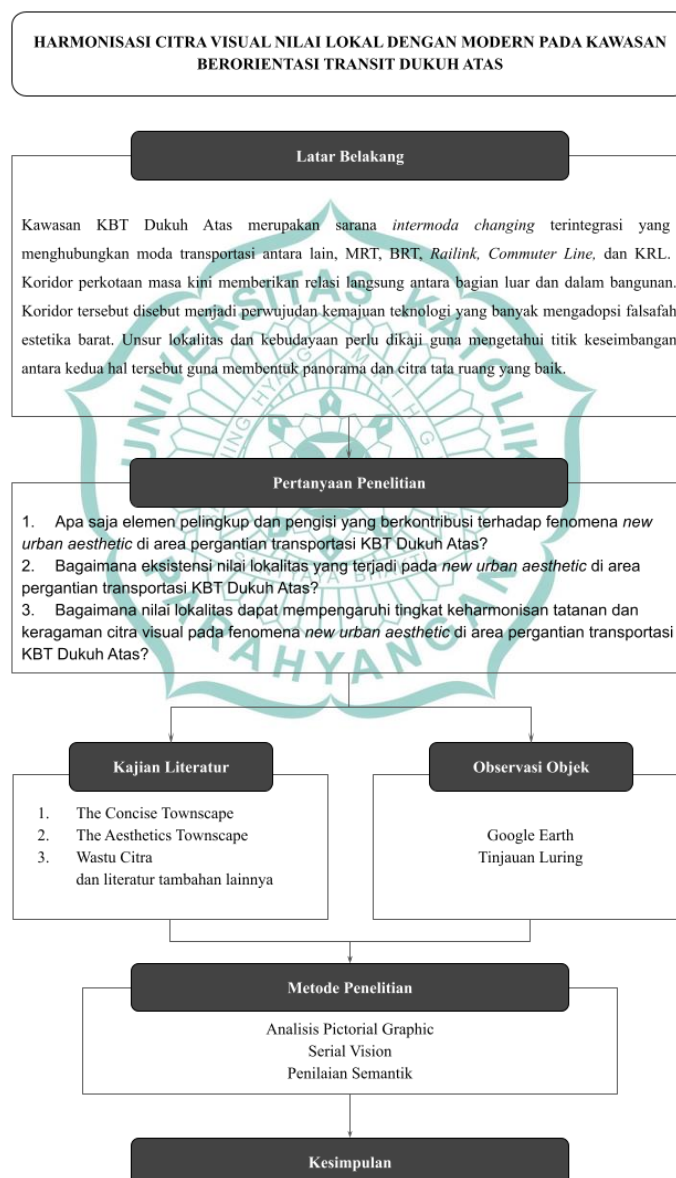 HARMONISASI CITRA VISUAL NILAI LOKAL DENGAN MODERN PADA KAWASAN
BERORIENTASI TRANSIT DUKUH ATAS
Latar Belakang
Kawasan KBT Dukuh Atas merupakan sarana intermoda changing terintegrasi yang
menghubungkan moda transportasi antara lain, MRT, BRT, Railink, Commuter Line, dan KRL.
Koridor perkotaan masa kini memberikan relasi langsung antara bagian luar dan dalam bangunan.
Koridor tersebut disebut menjadi perwujudan kemajuan teknologi yang banyak mengadopsi falsafah
estetika barat. Unsur lokalitas dan kebudayaan perlu dikaji guna mengetahui titik keseimbangan
antara kedua hal tersebut guna membentuk panorama dan citra tata ruang yang baik.
Pertanyaan Penelitian
1. Apa saja elemen pelingkup dan pengisi yang berkontribusi terhadap fenomena new
urban aesthetic di area pergantian transportasi KBT Dukuh Atas?
2. Bagaimana eksistensi nilai lokalitas yang terjadi pada new urban aesthetic di area
pergantian transportasi KBT Dukuh Atas?
3. Bagaimana nilai lokalitas dapat mempengaruhi tingkat keharmonisan tatanan dan
keragaman citra visual pada fenomena new urban aesthetic di area pergantian transportasi
KBT Dukuh Atas?
UNIVERSITAS KATOLIK
PARAHYANGAN
Kajian Literatur
1. The Concise Townscape
2. The Aesthetics Townscape
3. Wastu Citra
dan literatur tambahan lainnya
Observasi Objek
Google Earth
Tinjauan Luring
Metode Penelitian
Analisis Pictorial Graphic
Serial Vision
Penilaian Semantik
Kesimpulan